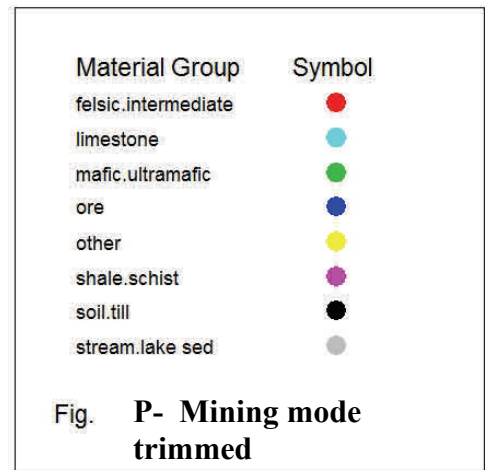 Material Group Symbol
felsic.intermediate
limestone
mafic.ultramafic
ore
other
shale.schist
soil.till
stream.lake sed
Fig. P- Mining mode
trimmed